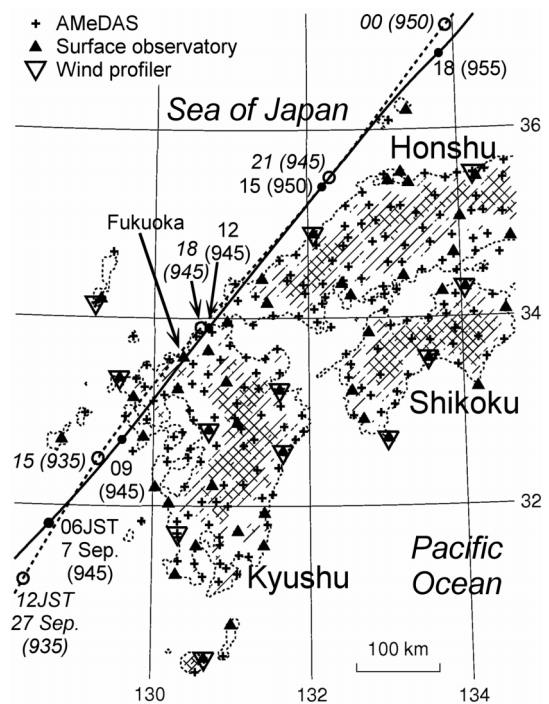 AMeDAS
Surface observatory
Wind profiler
00 (950)
18 (955)
Sea of Japan
36
Honshu
21 (945)
15 (950)
Fukuoka
12
(945)
18
(945)
34
Shikoku
15 (935)
09
(945)
32
06JST
7 Sep.
(945)
Pacific
Ocean
Kyushu
12JST
27 Sep.
(935)
100 km
130
132
134